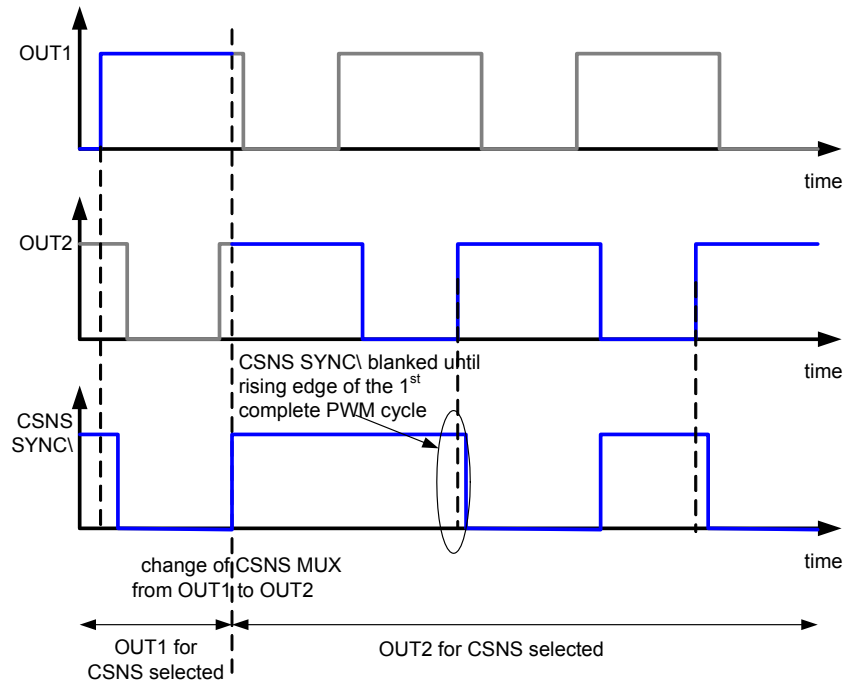 OUT1
time
OUT2
time
CSNS SYNC\ blanked until
rising edge of the 1st
complete PWM cycle
CSNS
SYNC\
time
change of CSNS MUX
from OUT1 to OUT2
OUT1 for
CSNS selected
OUT2 for CSNS selected